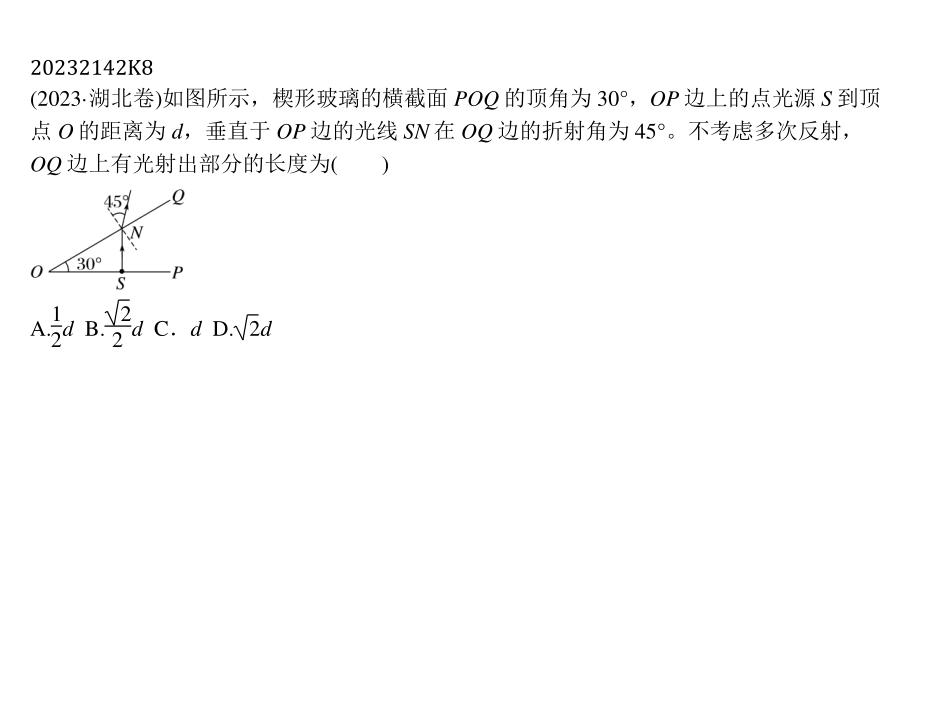 20232142K8
(2023·湖北卷)如图所示，楔形玻璃的横截面 POQ 的顶角为 30°，OP 边上的点光源 S 到顶
点 O 的距离为 d，垂直于 OP 边的光线 SN 在 OQ 边的折射角为 45°。不考虑多次反射，
OQ 边上有光射出部分的长度为(　　)
45° Q
N
O 30° P
S
A.\frac{1}{2}d B.\frac{\sqrt{2}}{2}d C．d D.\sqrt{2}d